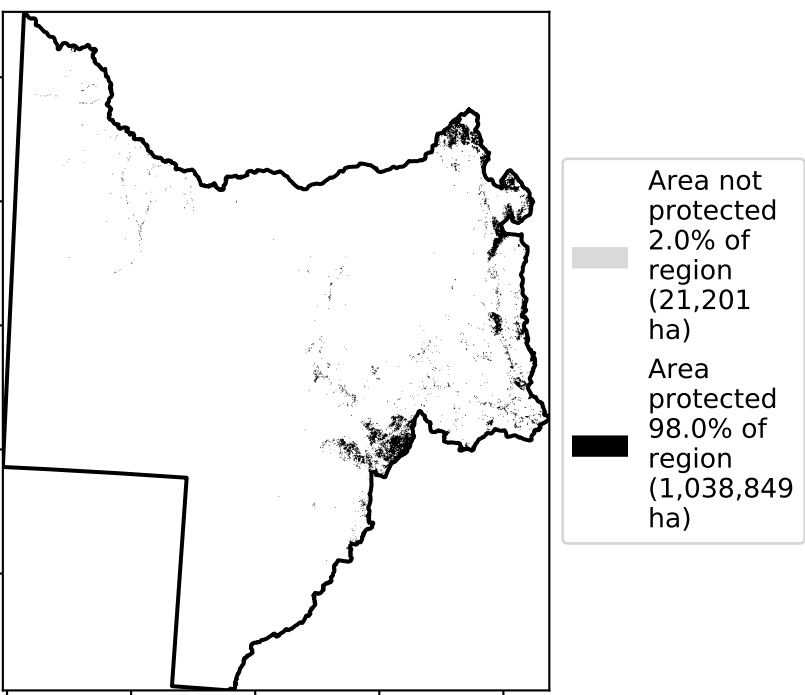 Area not
protected
2.0% of
region
(21,201
ha)
Area
protected
98.0% of
region
(1,038,849
ha)